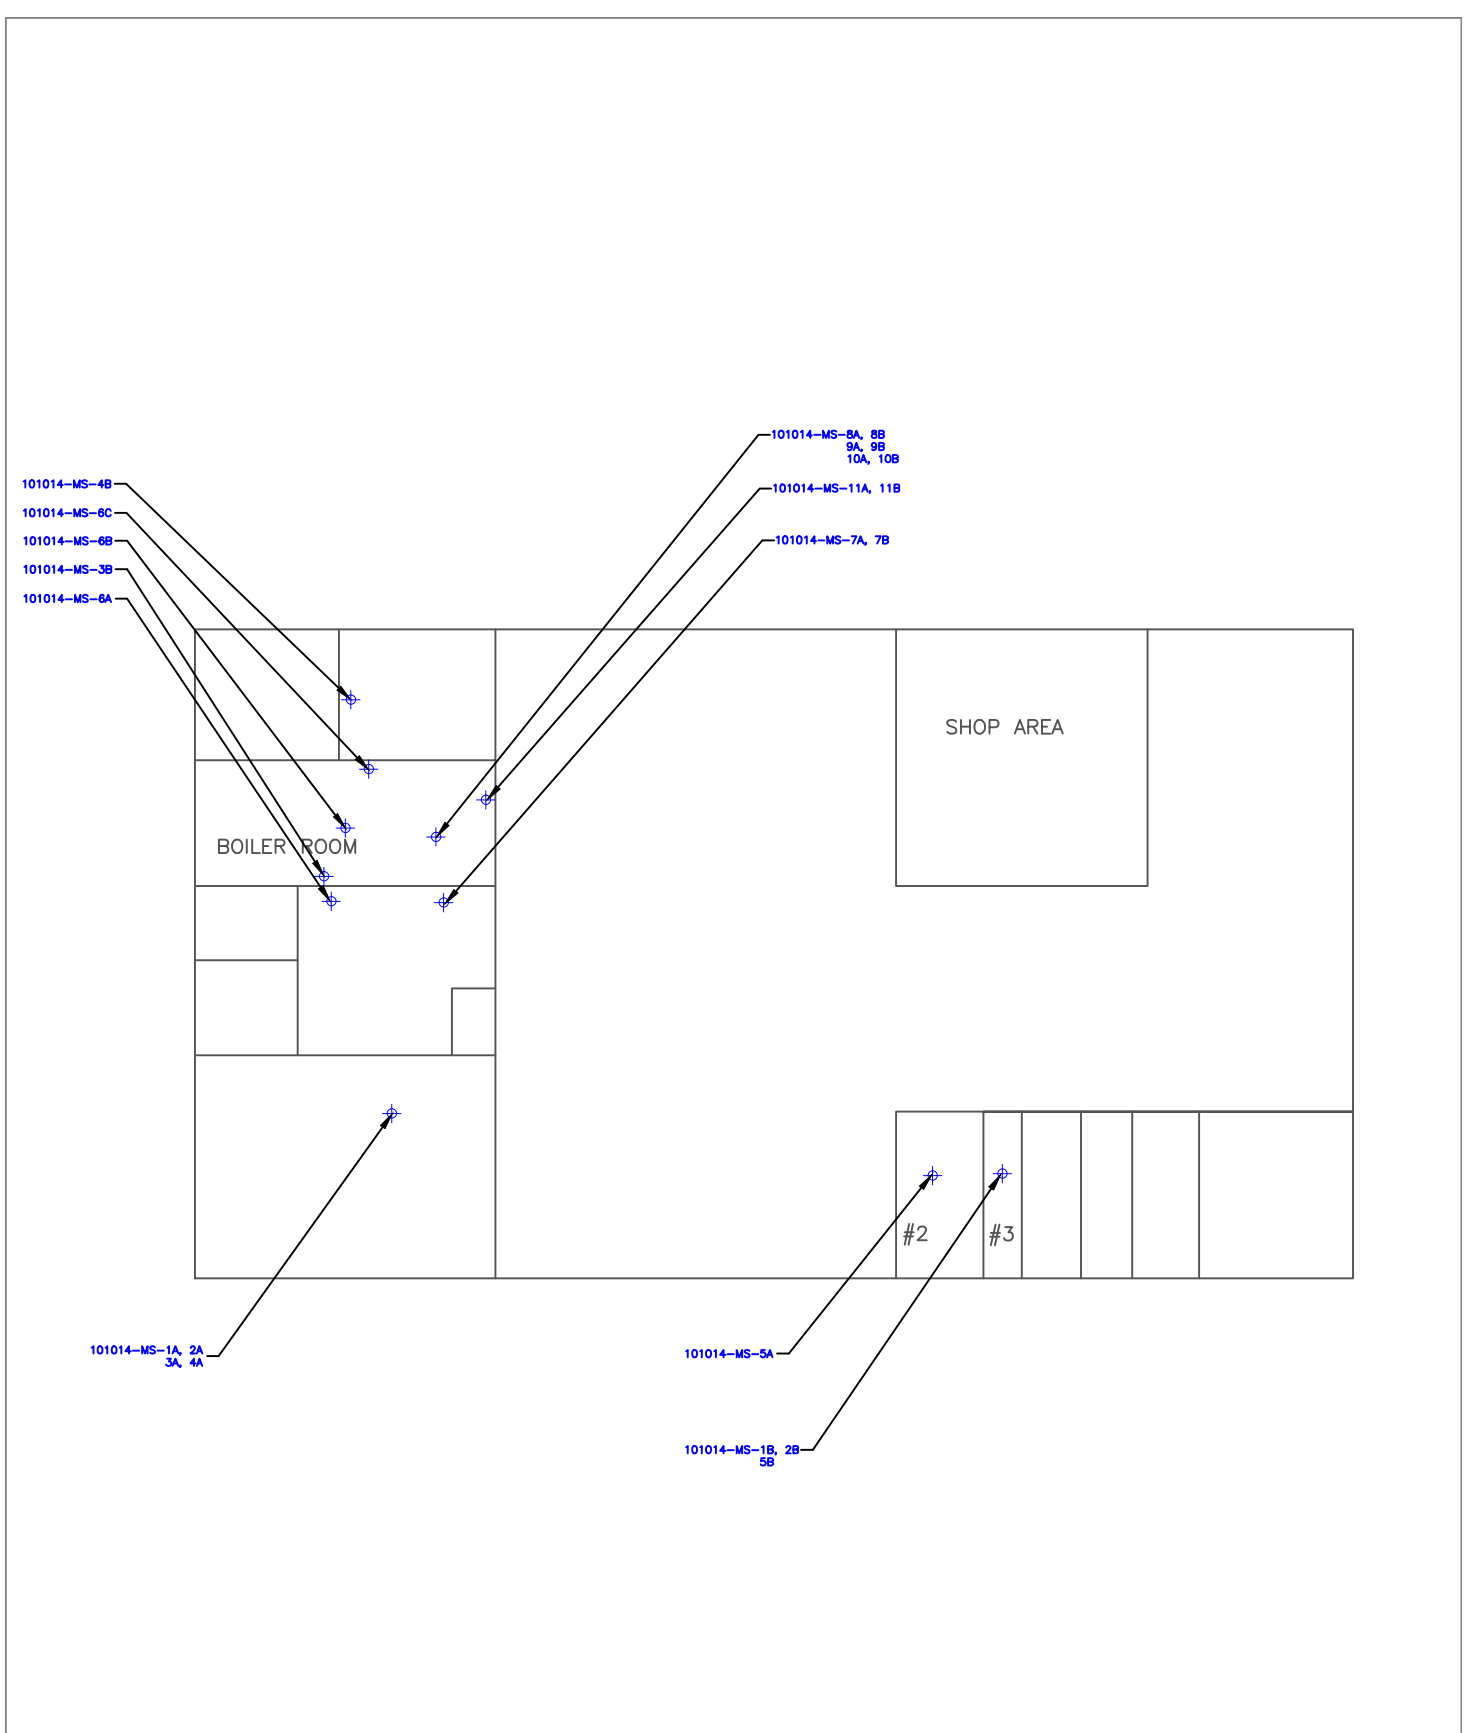 101014-MS-8A, 8B
9A, 9B
10A, 10B
101014-MS-4B
101014-MS-11A, 11B
101014-MS-6C
101014-MS-6B
101014-MS-7A, 7B
101014-MS-3B
101014-MS-6A
SHOP AREA
BOILER ROOM
#2
#3
101014-MS-1A, 2A
3A, 4A
101014-MS-5A
101014-MS-1B, 2B
5B